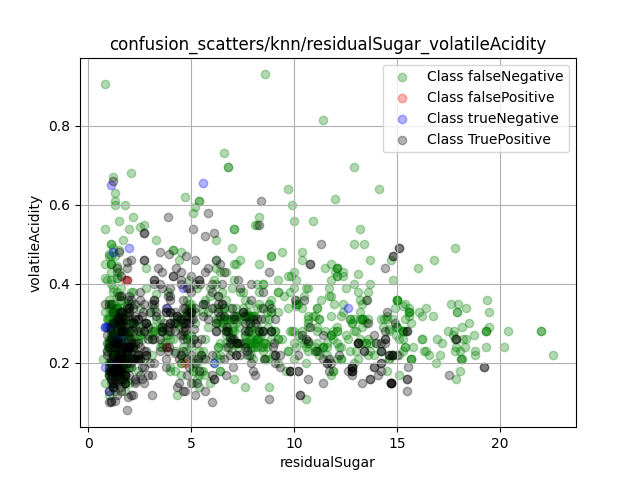 confusion_scatters/knn/residualSugar_volatileAcidity
Class falseNegative
Class falsePositive
Class trueNegative
Class TruePositive
volatileAcidity
0.8
0.6
0.4
0.2
0
5
10
15
20
residualSugar